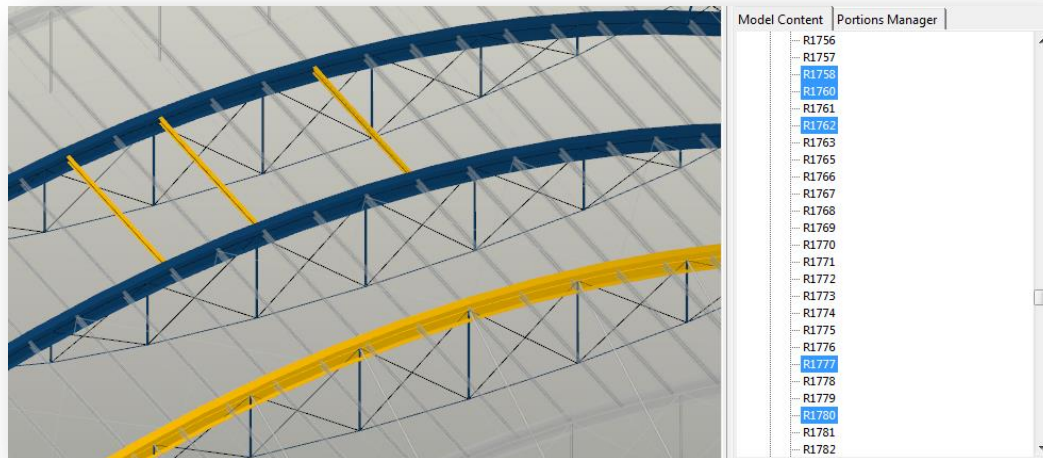 Model Content Portions Manager
R1756
R1757
R1758
R1760
R1761
R1762
R1763
R1765
R1766
R1767
R1768
R1769
R1770
R1771
R1772
R1773
R1774
R1775
R1776
R1777
R1778
R1779
R1780
R1781
R1782